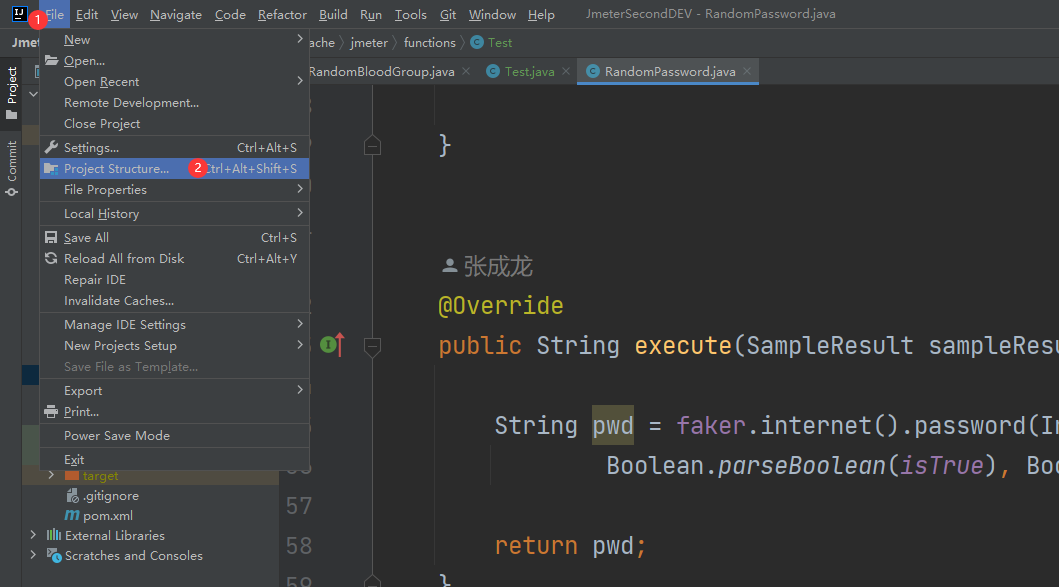 File Edit View Navigate Code Refactor Build Run Tools Git Window Help JmeterSecondDEV - RandomPassword.java
1
jmeter functions Test
RandomBloodGroup.java Test.java RandomPassword.java
Project
Commit
New
Open...
Open Recent
Remote Development...
Close Project
Settings... Ctrl+Alt+S
Project Structure... 2 Ctrl+Alt+Shift+S
File Properties
Local History
Save All Ctrl+S
Reload All from Disk Ctrl+Alt+Y
Repair IDE
Invalidate Caches...
Manage IDE Settings
New Projects Setup
Save File as Template...
Export
Print...
Power Save Mode
Exit
target
.gitignore
pom.xml
External Libraries
Scratches and Consoles
}
张成龙
@Override
public String execute(SampleResult sampleResu
String pwd = faker.internet().password(In
Boolean.parseBoolean(isTrue), Boo
57
58 return pwd;
59 }